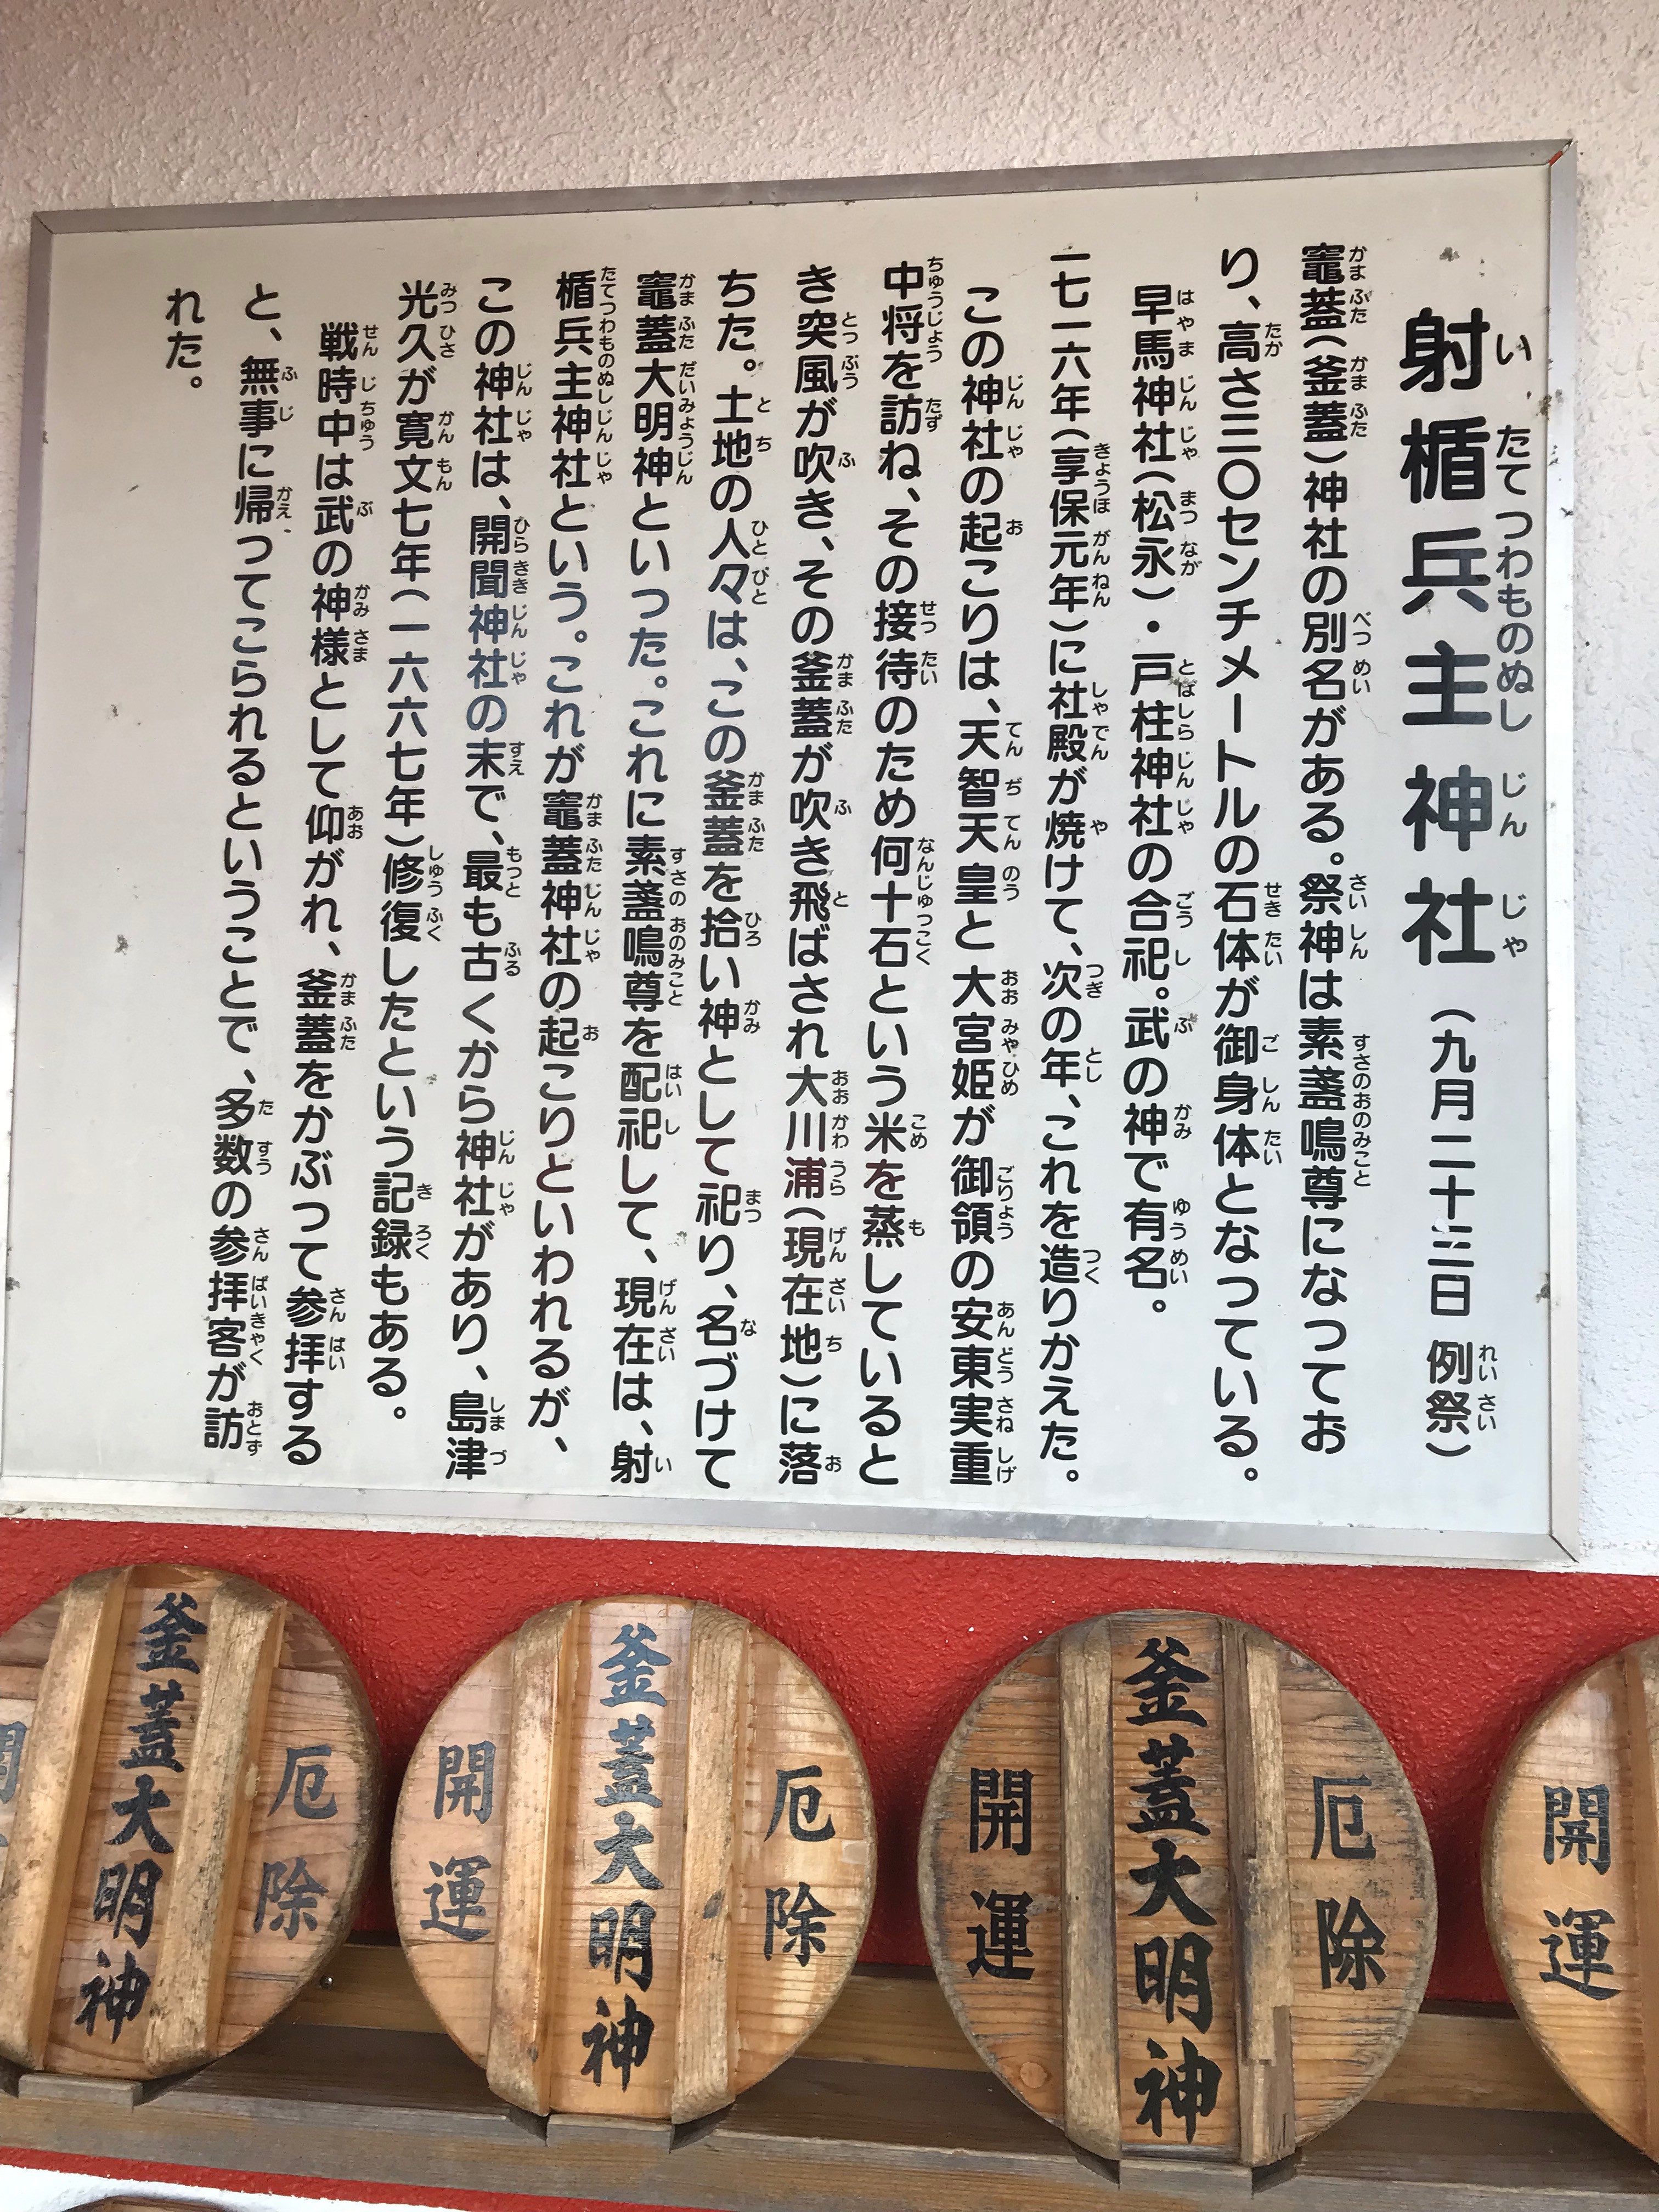 射楯兵主神社（九月二十三日 例祭）
竈蓋（釜蓋）神社の別名がある。祭神は素盞鳴尊になってお
り、高さ三〇センチメートルの石体が御身体となっている。
早馬神社（松永）・戸柱神社の合祀。武の神で有名。
一七一六年（享保元年）に社殿が焼けて、次の年、これを造りかえた。
この神社の起こりは、天智天皇と大宮姫が御領の安東実重
中将を訪ね、その接待のため何十石という米を蒸していると
き突風が吹き、その釜蓋が吹き飛ばされ大川浦（現在地）に落
ちた。土地の人々は、この釜蓋を拾い神として祀り、名づけて
竈蓋大明神といった。これに素盞鳴尊を配祀して、現在は、射
楯兵主神社という。これが竈蓋神社の起こりといわれるが、
この神社は、開聞神社の末で、最も古くから神社があり、島津
光久が寛文七年（一六六七年）修復したという記録もある。
戦時中は武の神様として仰がれ、釜蓋をかぶって参拝する
と、無事に帰ってこられるということで、多数の参拝客が訪
れた。
開運
厄除
釜蓋大明神
開運
厄除
釜蓋大明神
開運
厄除
釜蓋大明神
開